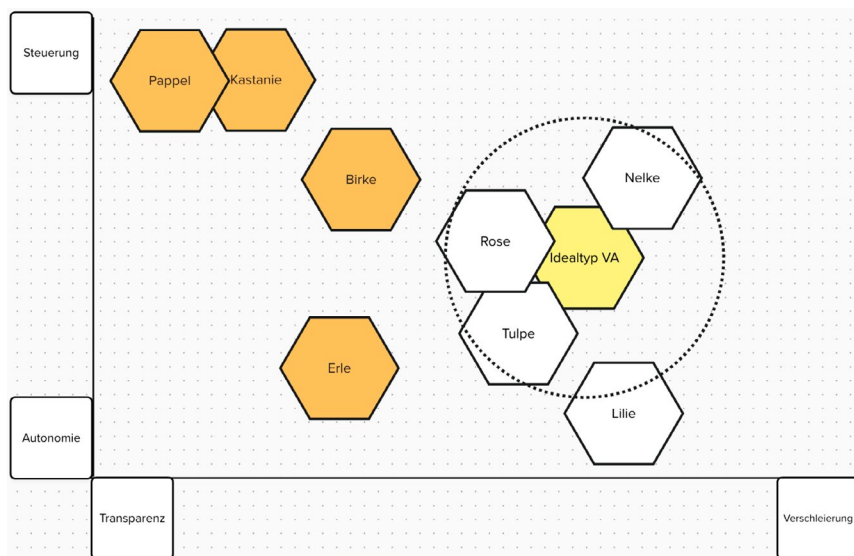 Steuerung
Pappel
Kastanie
Birke
Nelke
Rose
Idealtyp VA
Tulpe
Erle
Lilie
Autonomie
Transparenz
Verschleierung